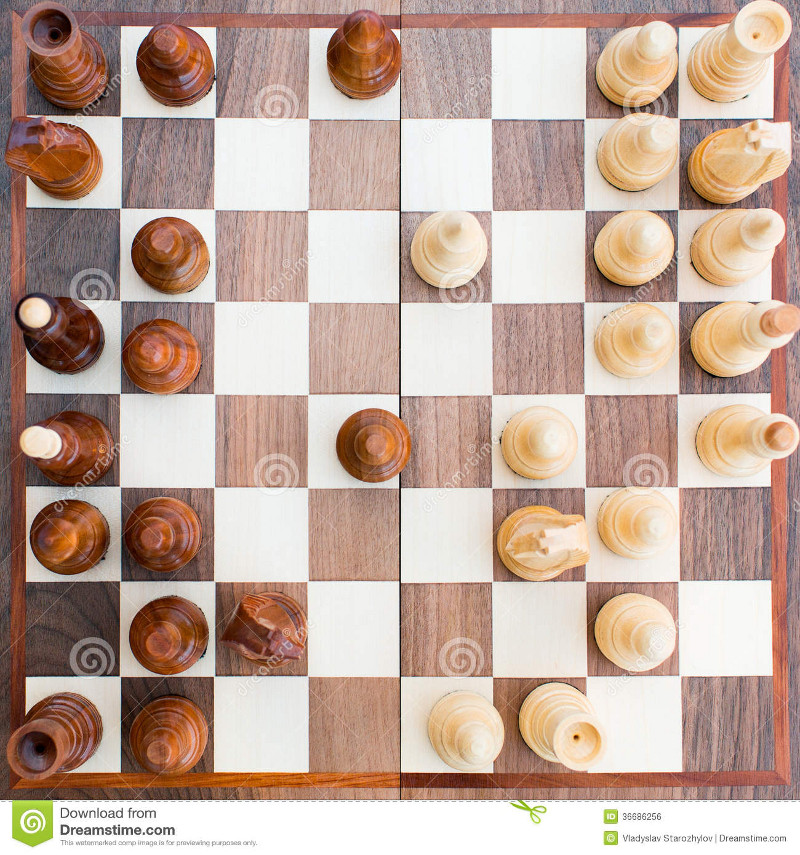 dreamstime
Download from
Dreamstime.com
This watermarked comp image is for previewing purposes only.
ID 36686256
© Vladyslav Starozhylov | Dreamstime.com